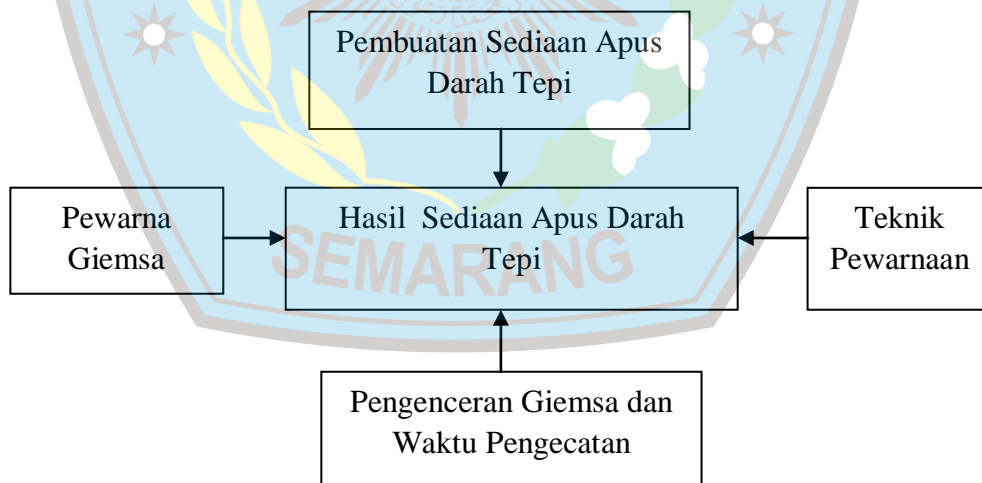 Pembuatan Sediaan Apus
Darah Tepi
Pewarna
Giemsa
Hasil Sediaan Apus Darah
Tepi
Teknik
Pewarnaan
SEMARANG
Pengenceran Giemsa dan
Waktu Pengecatan